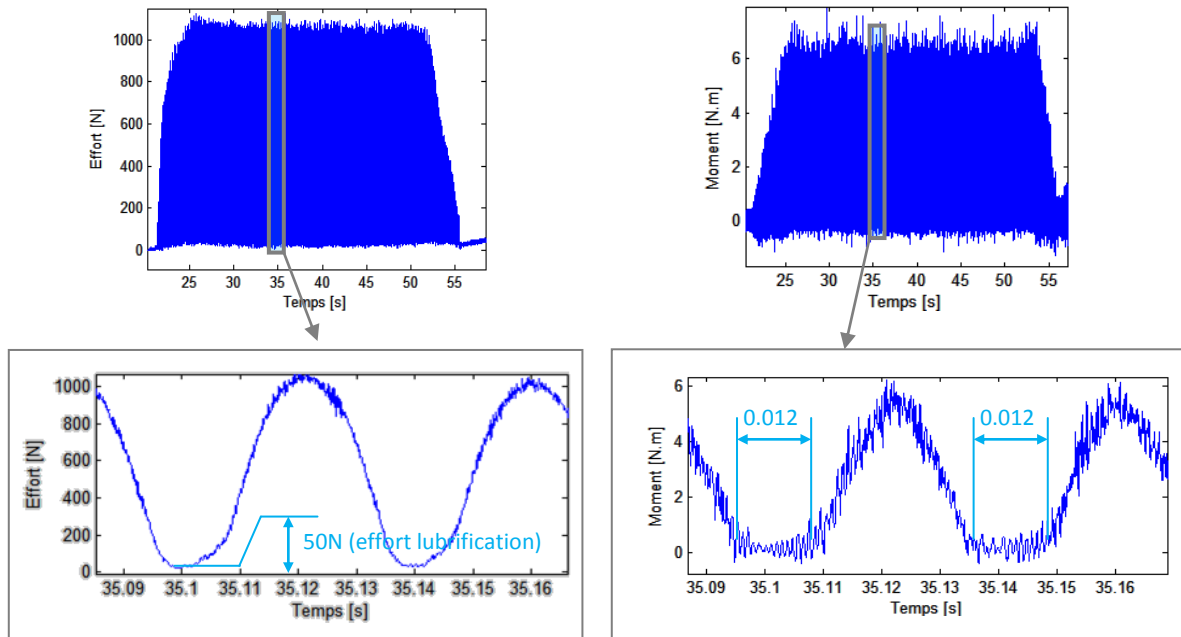 1000
800
600
400
200
0
Effort [N]
25 30 35 40 45 50 55
Temps [s]
6
4
2
0
Moment [N.m]
25 30 35 40 45 50 55
Temps [s]
1000
800
600
400
200
0
Effort [N]
50N (effort lubrification)
35.09 35.1 35.11 35.12 35.13 35.14 35.15 35.16
Temps [s]
6
4
2
0
Moment [N.m]
0.012 0.012
35.09 35.1 35.11 35.12 35.13 35.14 35.15 35.16
Temps [s]